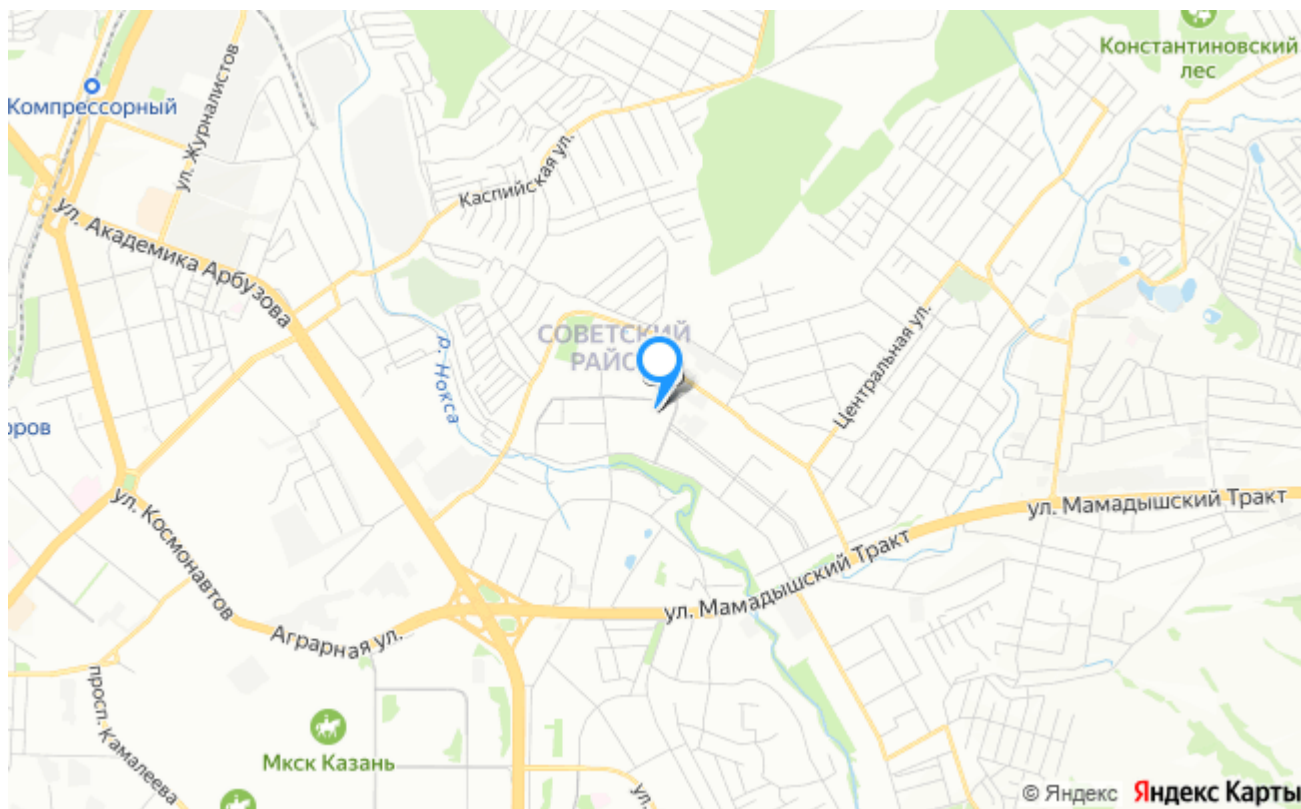 Константиновский
лес
Компрессорный
ул. Журналистов
Каспийская ул.
ул. Академика Арбузова
СОВЕТСКИЙ
РАЙО
р. Нокса
Центральная ул.
оров
ул. Мамадышский Тракт
ул. Космонавтов
ул. Мамадышский Тракт
Аграрная ул.
просп. Камалеева
Мкск Казань
ул.
© Яндекс Яндекс Карты